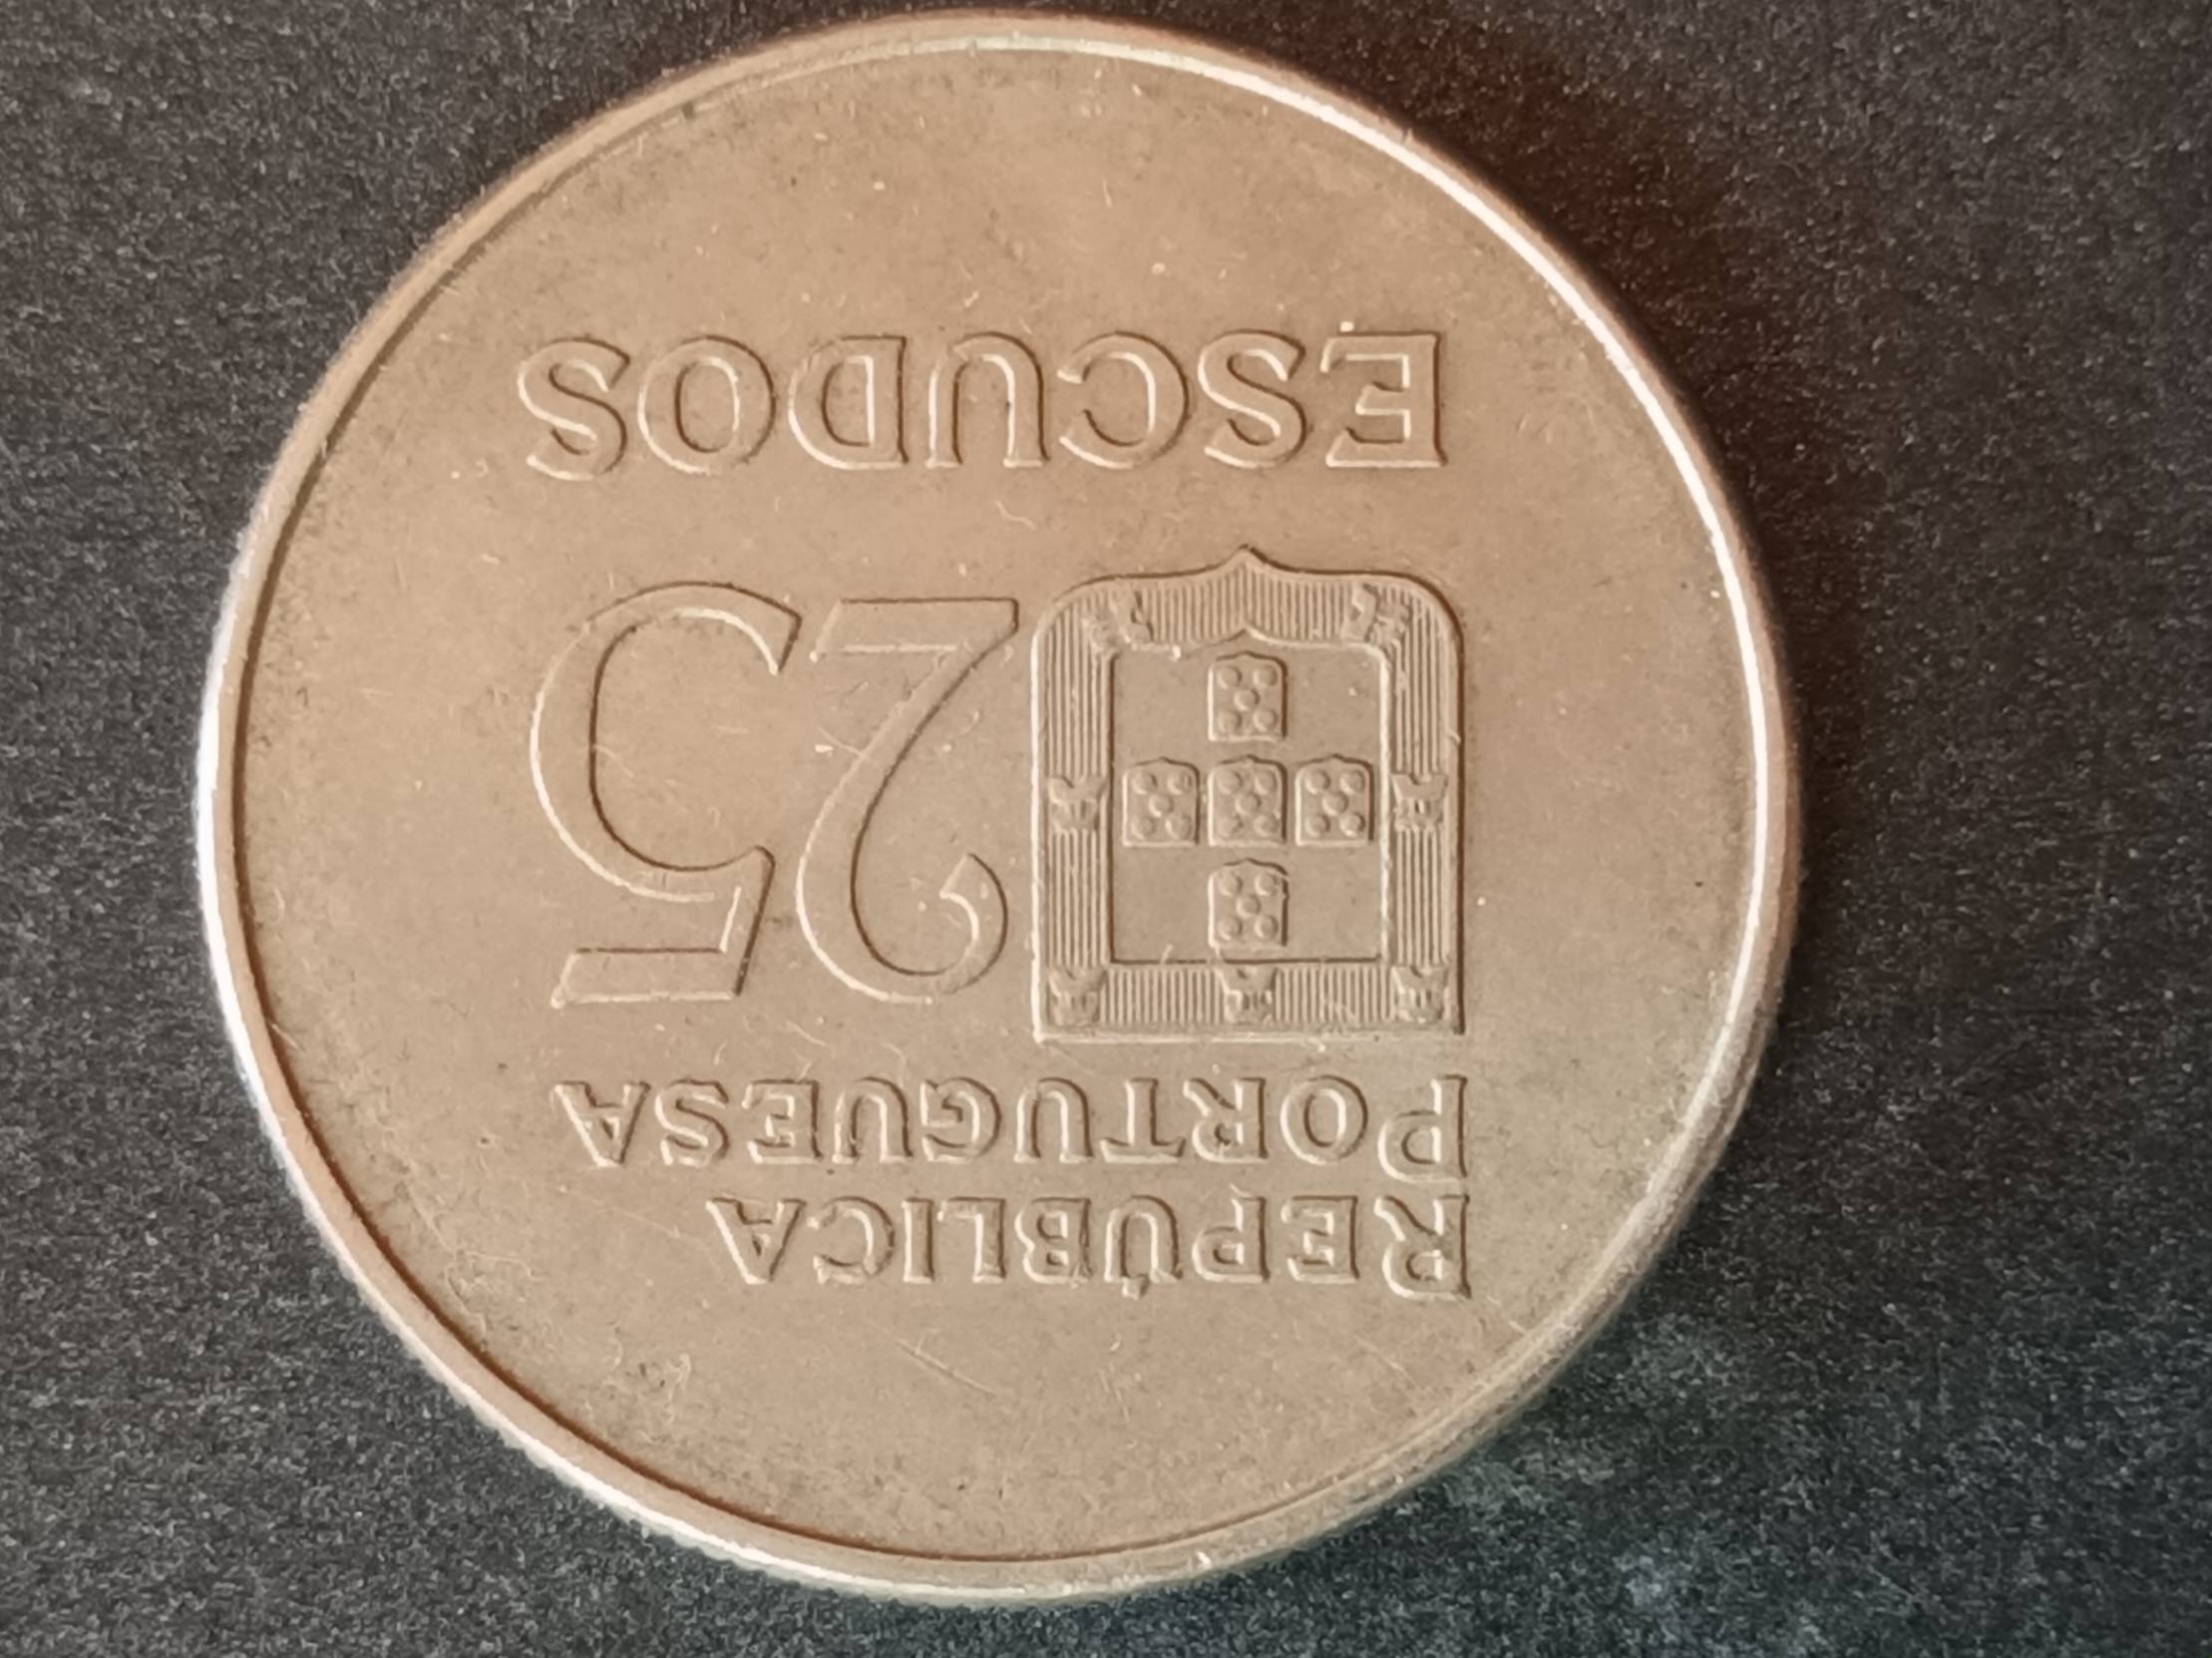 REPÚBLICA
PORTUGUESA
25
ESCUDOS